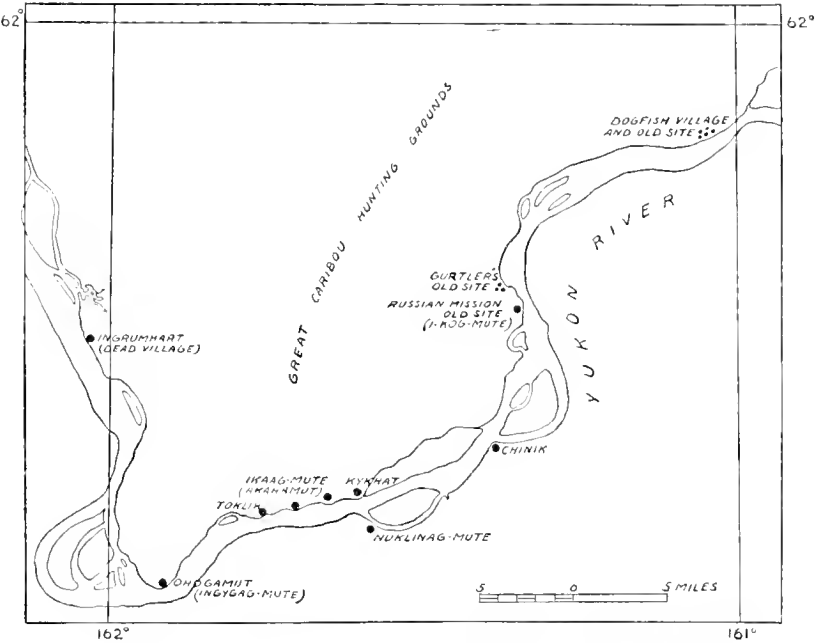 62°
62°
DOGFISH VILLAGE
AND OLD SITE
GREAT CARIBOU HUNTING GROUNDS
YUKON RIVER
GURTLER'S
OLD SITE
RUSSIAN MISSION
OLD SITE
(I-KOG-MUTE)
INGRUMHART
(DEAD VILLAGE)
CHINIK
IKAAG-MUTE
KYKHAT
TOKLIK
NUKLINAG-MUTE
OHOGAMUT
(INGYGAG-MUTE)
5 0 5 MILES
162°
161°